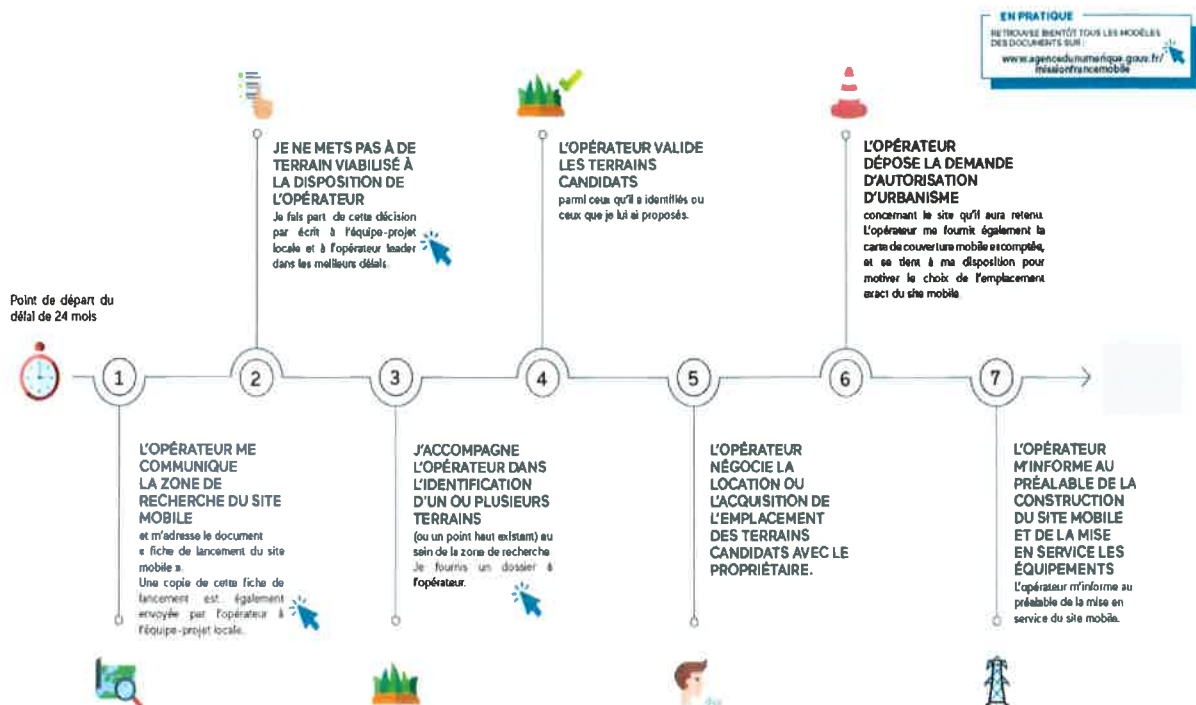 EN PRATIQUE
RETROUVEZ BIENTÔT TOUS LES MODÈLES
DES DOCUMENTS SUR :
www.agencedunumerique.gouv.fr/
missionfrancemobile
JE NE METS PAS À DE
TERRAIN VIABILISÉ À
LA DISPOSITION DE
L'OPÉRATEUR
Je fais part de cette décision
par écrit à l'équipe-projet
locale et à l'opérateur leader
dans les meilleurs délais.
L'OPÉRATEUR VALIDE
LES TERRAINS
CANDIDATS
parmi ceux qu'il a identifiés ou
ceux que je lui ai proposés.
L'OPÉRATEUR
DÉPOSE LA DEMANDE
D'AUTORISATION
D'URBANISME
concernant le site qu'il aura retenu.
L'opérateur me fournit également la
carte de couverture mobile escomptée,
et se tient à ma disposition pour
motiver le choix de l'emplacement
exact du site mobile.
Point de départ du
délai de 24 mois
1
2
3
4
5
6
7
L'OPÉRATEUR ME
COMMUNIQUE
LA ZONE DE
RECHERCHE DU SITE
MOBILE
et m'adresse le document
« fiche de lancement du site
mobile ».
Une copie de cette fiche de
lancement est également
envoyée par l'opérateur à
l'équipe-projet locale.
J'ACCOMPAGNE
L'OPÉRATEUR DANS
L'IDENTIFICATION
D'UN OU PLUSIEURS
TERRAINS
(ou un point haut existant) au
sein de la zone de recherche
Je fournis un dossier à
l'opérateur.
L'OPÉRATEUR
NÉGOCIE LA
LOCATION OU
L'ACQUISITION DE
L'EMPLACEMENT
DES TERRAINS
CANDIDATS AVEC LE
PROPRIÉTAIRE.
L'OPÉRATEUR
M'INFORME AU
PRÉALABLE DE LA
CONSTRUCTION
DU SITE MOBILE
ET DE LA MISE
EN SERVICE LES
ÉQUIPEMENTS
L'opérateur m'informe au
préalable de la mise en
service du site mobile.